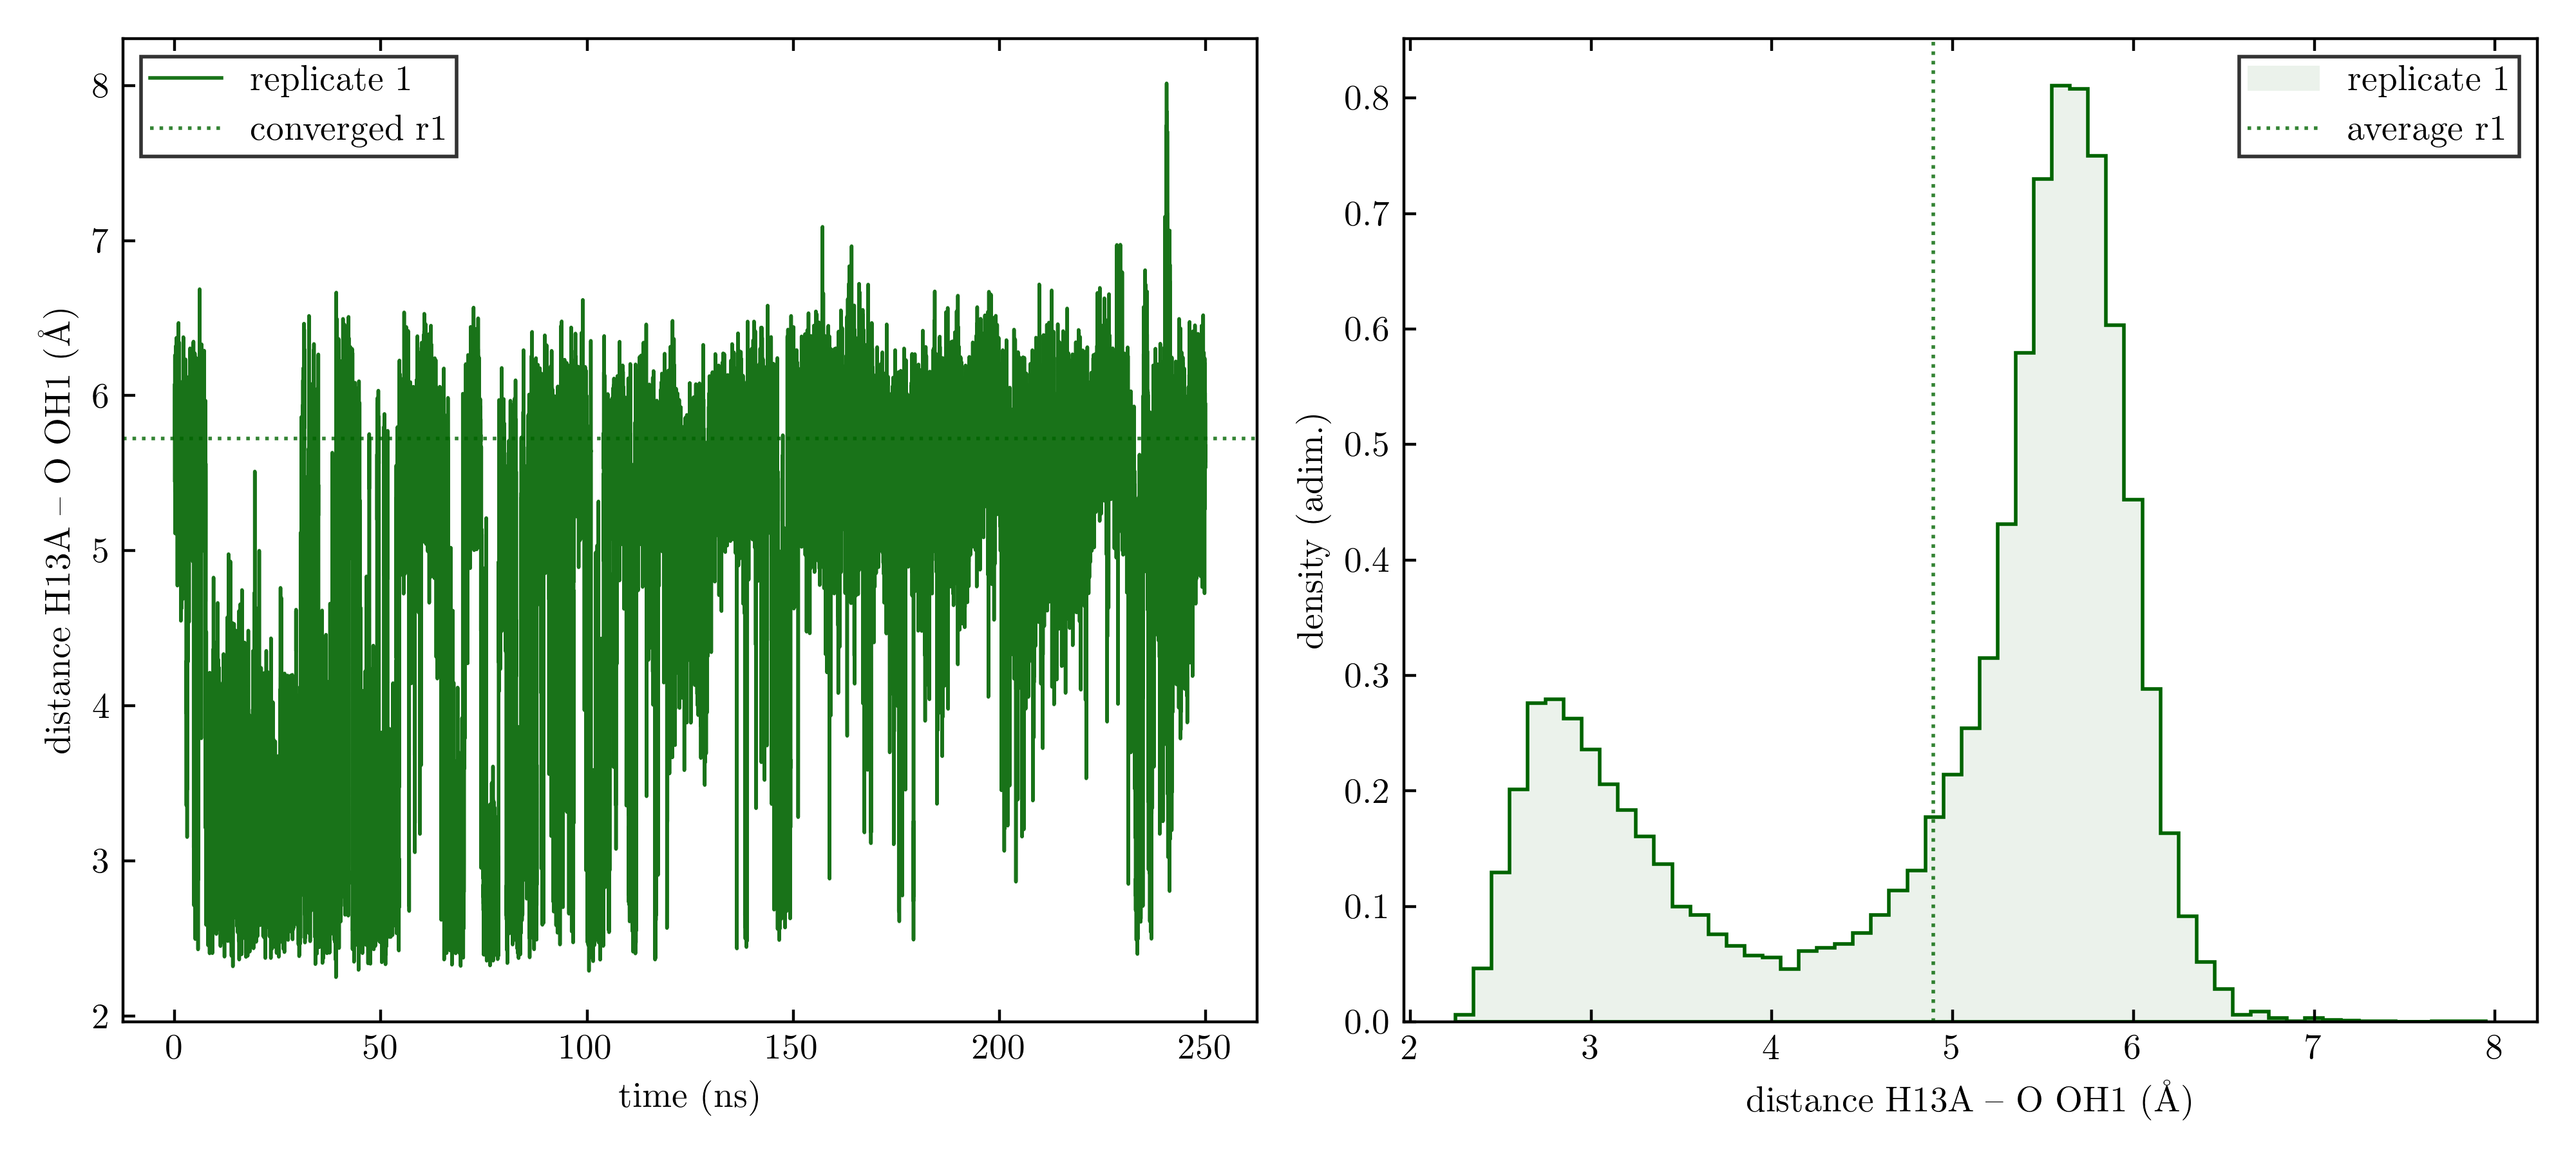 replicate 1
converged r1
8
7
6
5
4
3
2
distance H13A – O OH1 (Å)
0 50 100 150 200 250
time (ns)
replicate 1
average r1
0.8
0.7
0.6
0.5
0.4
0.3
0.2
0.1
0.0
density (adim.)
2 3 4 5 6 7 8
distance H13A – O OH1 (Å)